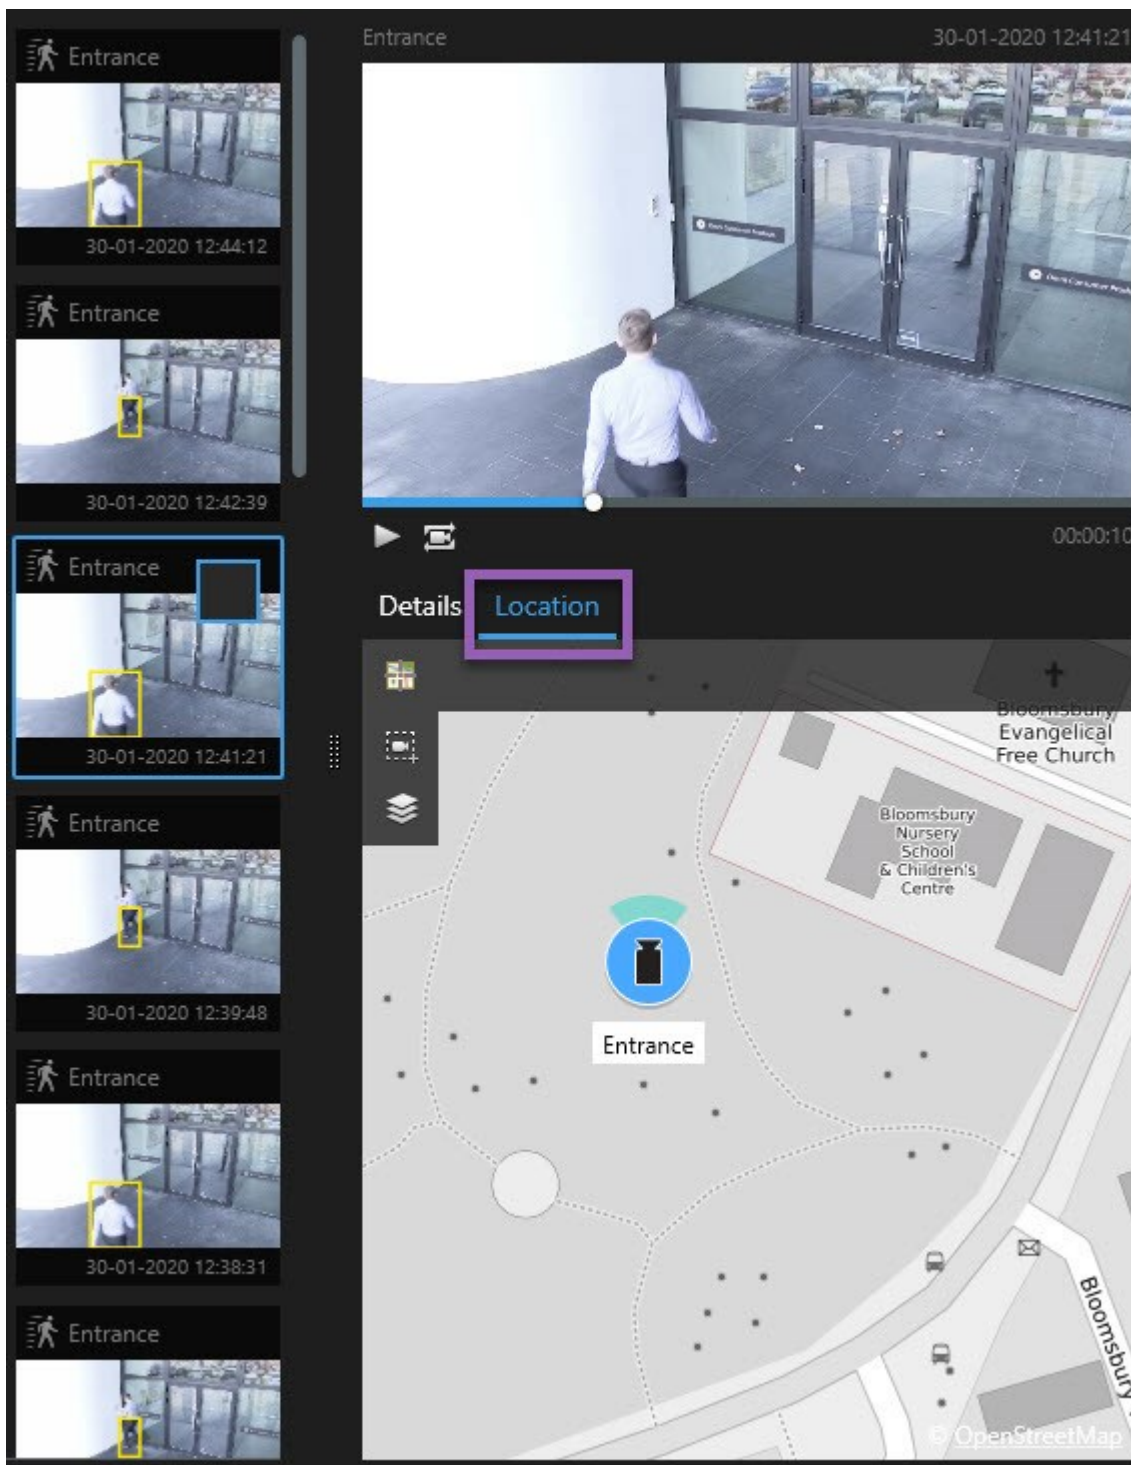 Entrance
30-01-2020 12:44:12
Entrance
30-01-2020 12:42:39
Entrance
30-01-2020 12:41:21
Entrance
30-01-2020 12:39:48
Entrance
30-01-2020 12:38:31
Entrance
Entrance
30-01-2020 12:41:21
00:00:10
Details
Location
Bloomsbury
Evangelical
Free Church
Bloomsbury
Nursery
School
& Children's
Centre
Entrance
Bloomsbury
© OpenStreetMap